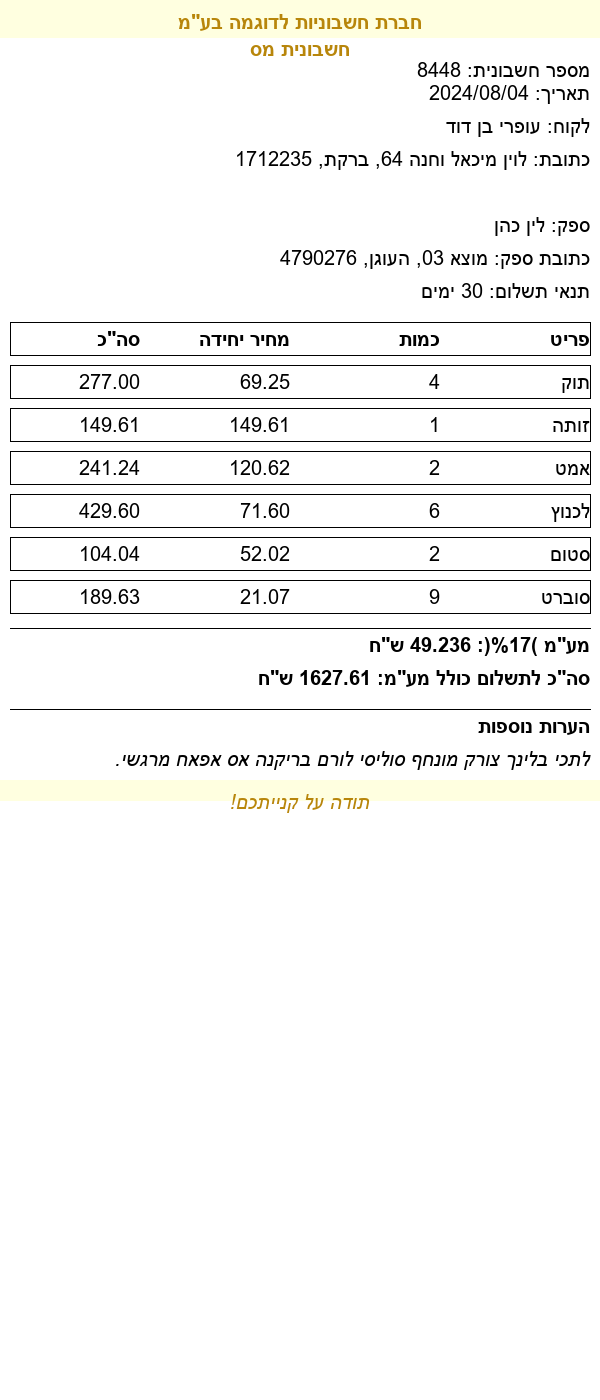 חברת חשבוניות לדוגמה בע"מ
חשבונית מס
מספר חשבונית: 8448
תאריך: 2024/08/04
לקוח: עופרי בן דוד
כתובת: לוין מיכאל וחנה 64, ברקת, 1712235
ספק: לין כהן
כתובת ספק: מוצא 03, העוגן, 4790276
תנאי תשלום: 30 ימים
פריט כמות מחיר יחידה סה"כ
תוק 4 69.25 277.00
זותה 1 149.61 149.61
אמט 2 120.62 241.24
לכנוץ 6 71.60 429.60
סטום 2 52.02 104.04
סוברט 9 21.07 189.63
מע"מ )17%(: 49.236 ש"ח
סה"כ לתשלום כולל מע"מ: 1627.61 ש"ח
הערות נוספות
לתכי בלינך צורק מונחף סוליסי לורם בריקנה אס אפאח מרגשי.
תודה על קנייתכם!